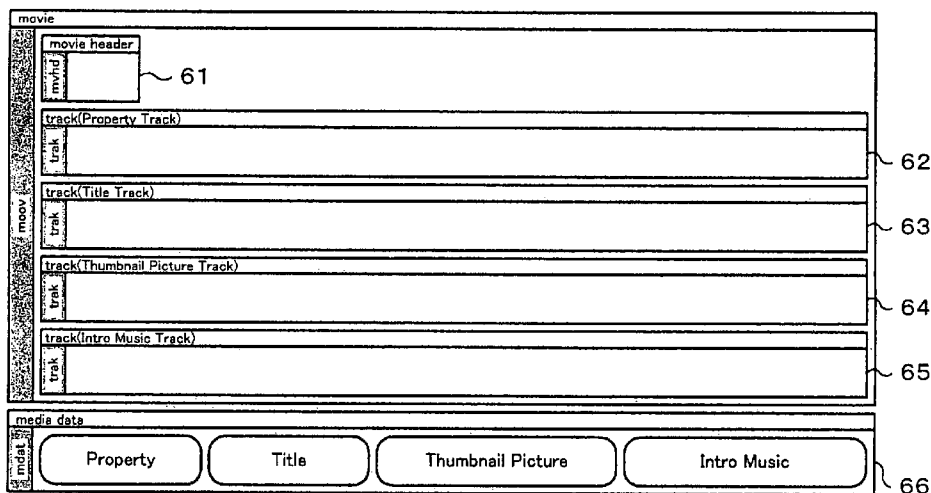 movie
moov
movie header
mvhd
61
track(Property Track)
trak
62
track(Title Track)
trak
63
track(Thumbnail Picture Track)
trak
64
track(Intro Music Track)
trak
65
media data
mdat
Property
Title
Thumbnail Picture
Intro Music
66